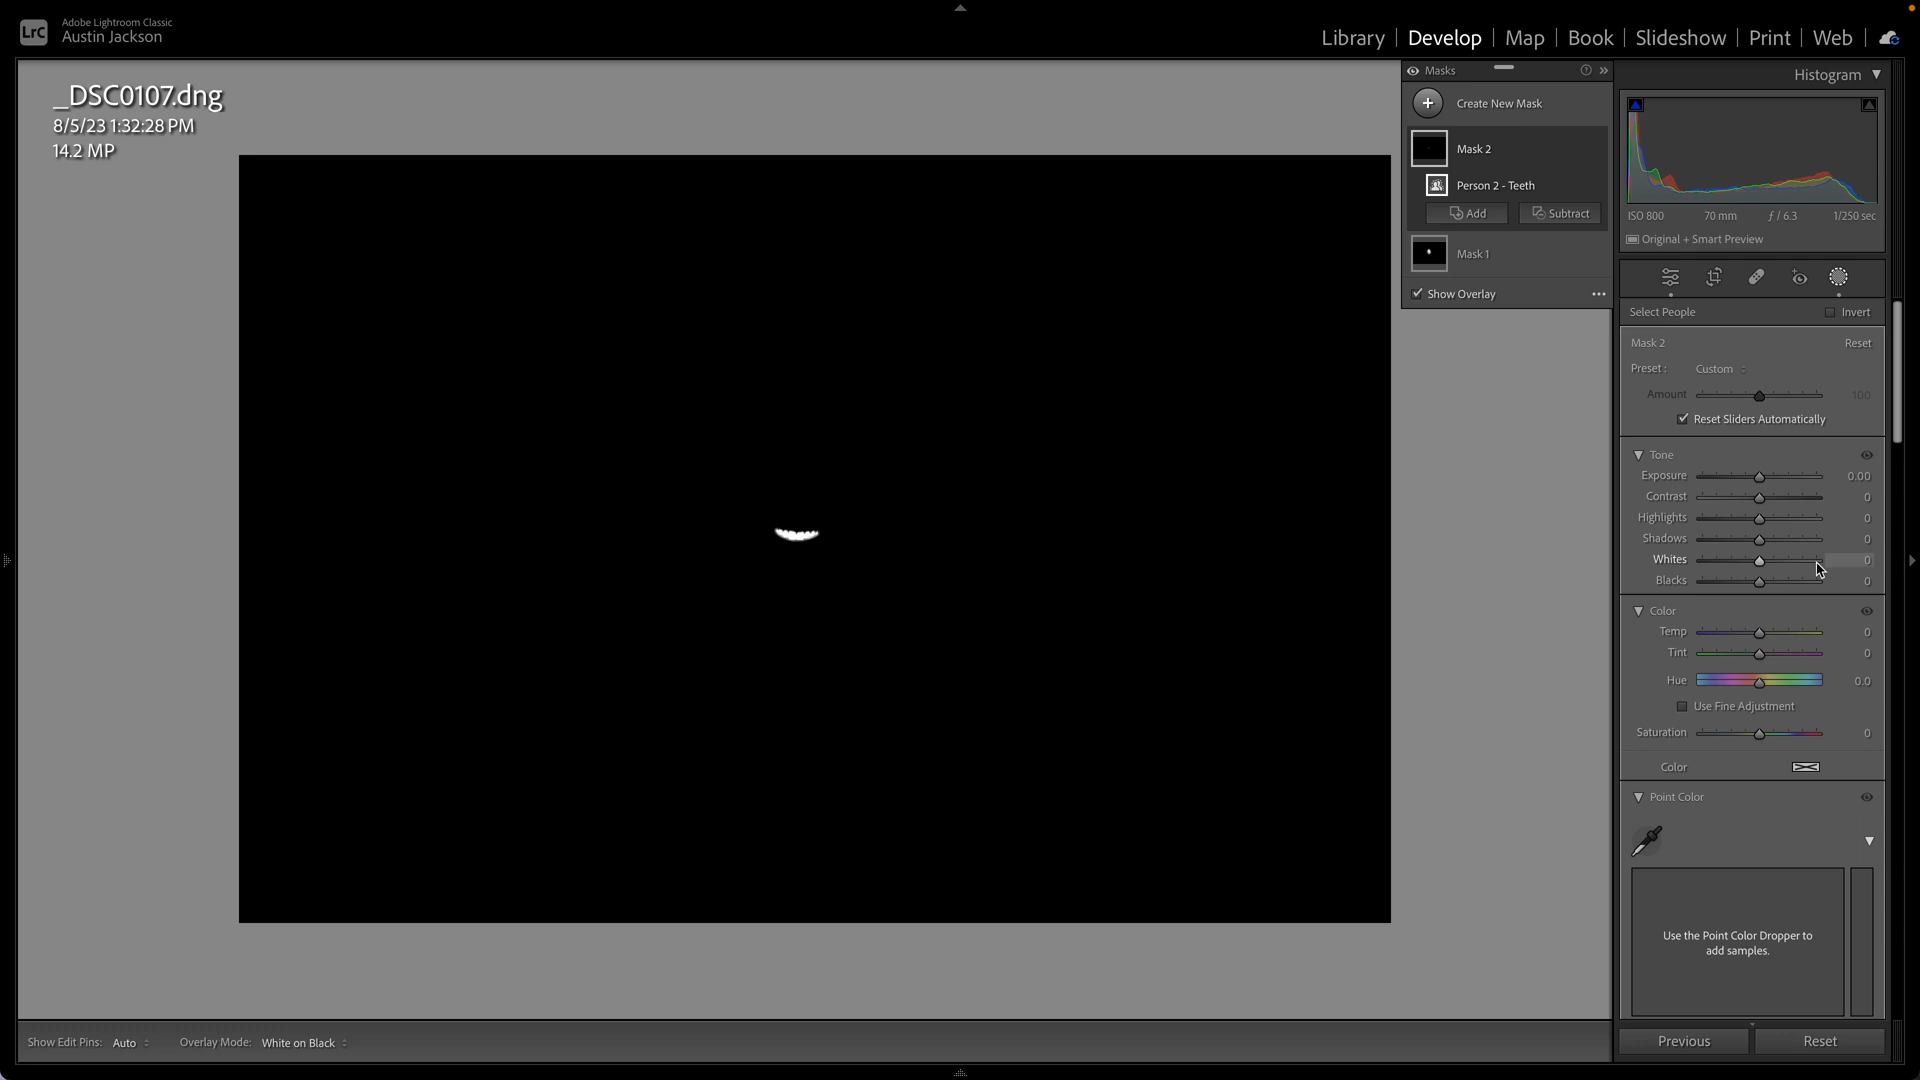 LrC
Adobe Lightroom Classic
Austin Jackson
Library | Develop | Map | Book | Slideshow | Print | Web
_DSC0107.dng
8/5/23 1:32:28 PM
14.2 MP
Masks
Create New Mask
Mask 2
Person 2 - Teeth
Add Subtract
Mask 1
Show Overlay
Histogram
ISO 800 70 mm ƒ / 6.3 1/250 sec
Original + Smart Preview
Select People Invert
Mask 2 Reset
Preset : Custom
Amount 100
Reset Sliders Automatically
Tone
Exposure 0.00
Contrast 0
Highlights 0
Shadows 0
Whites 0
Blacks 0
Color
Temp 0
Tint 0
Hue 0.0
Use Fine Adjustment
Saturation 0
Color
Point Color
Use the Point Color Dropper to
add samples.
Show Edit Pins: Auto Overlay Mode: White on Black
Previous Reset